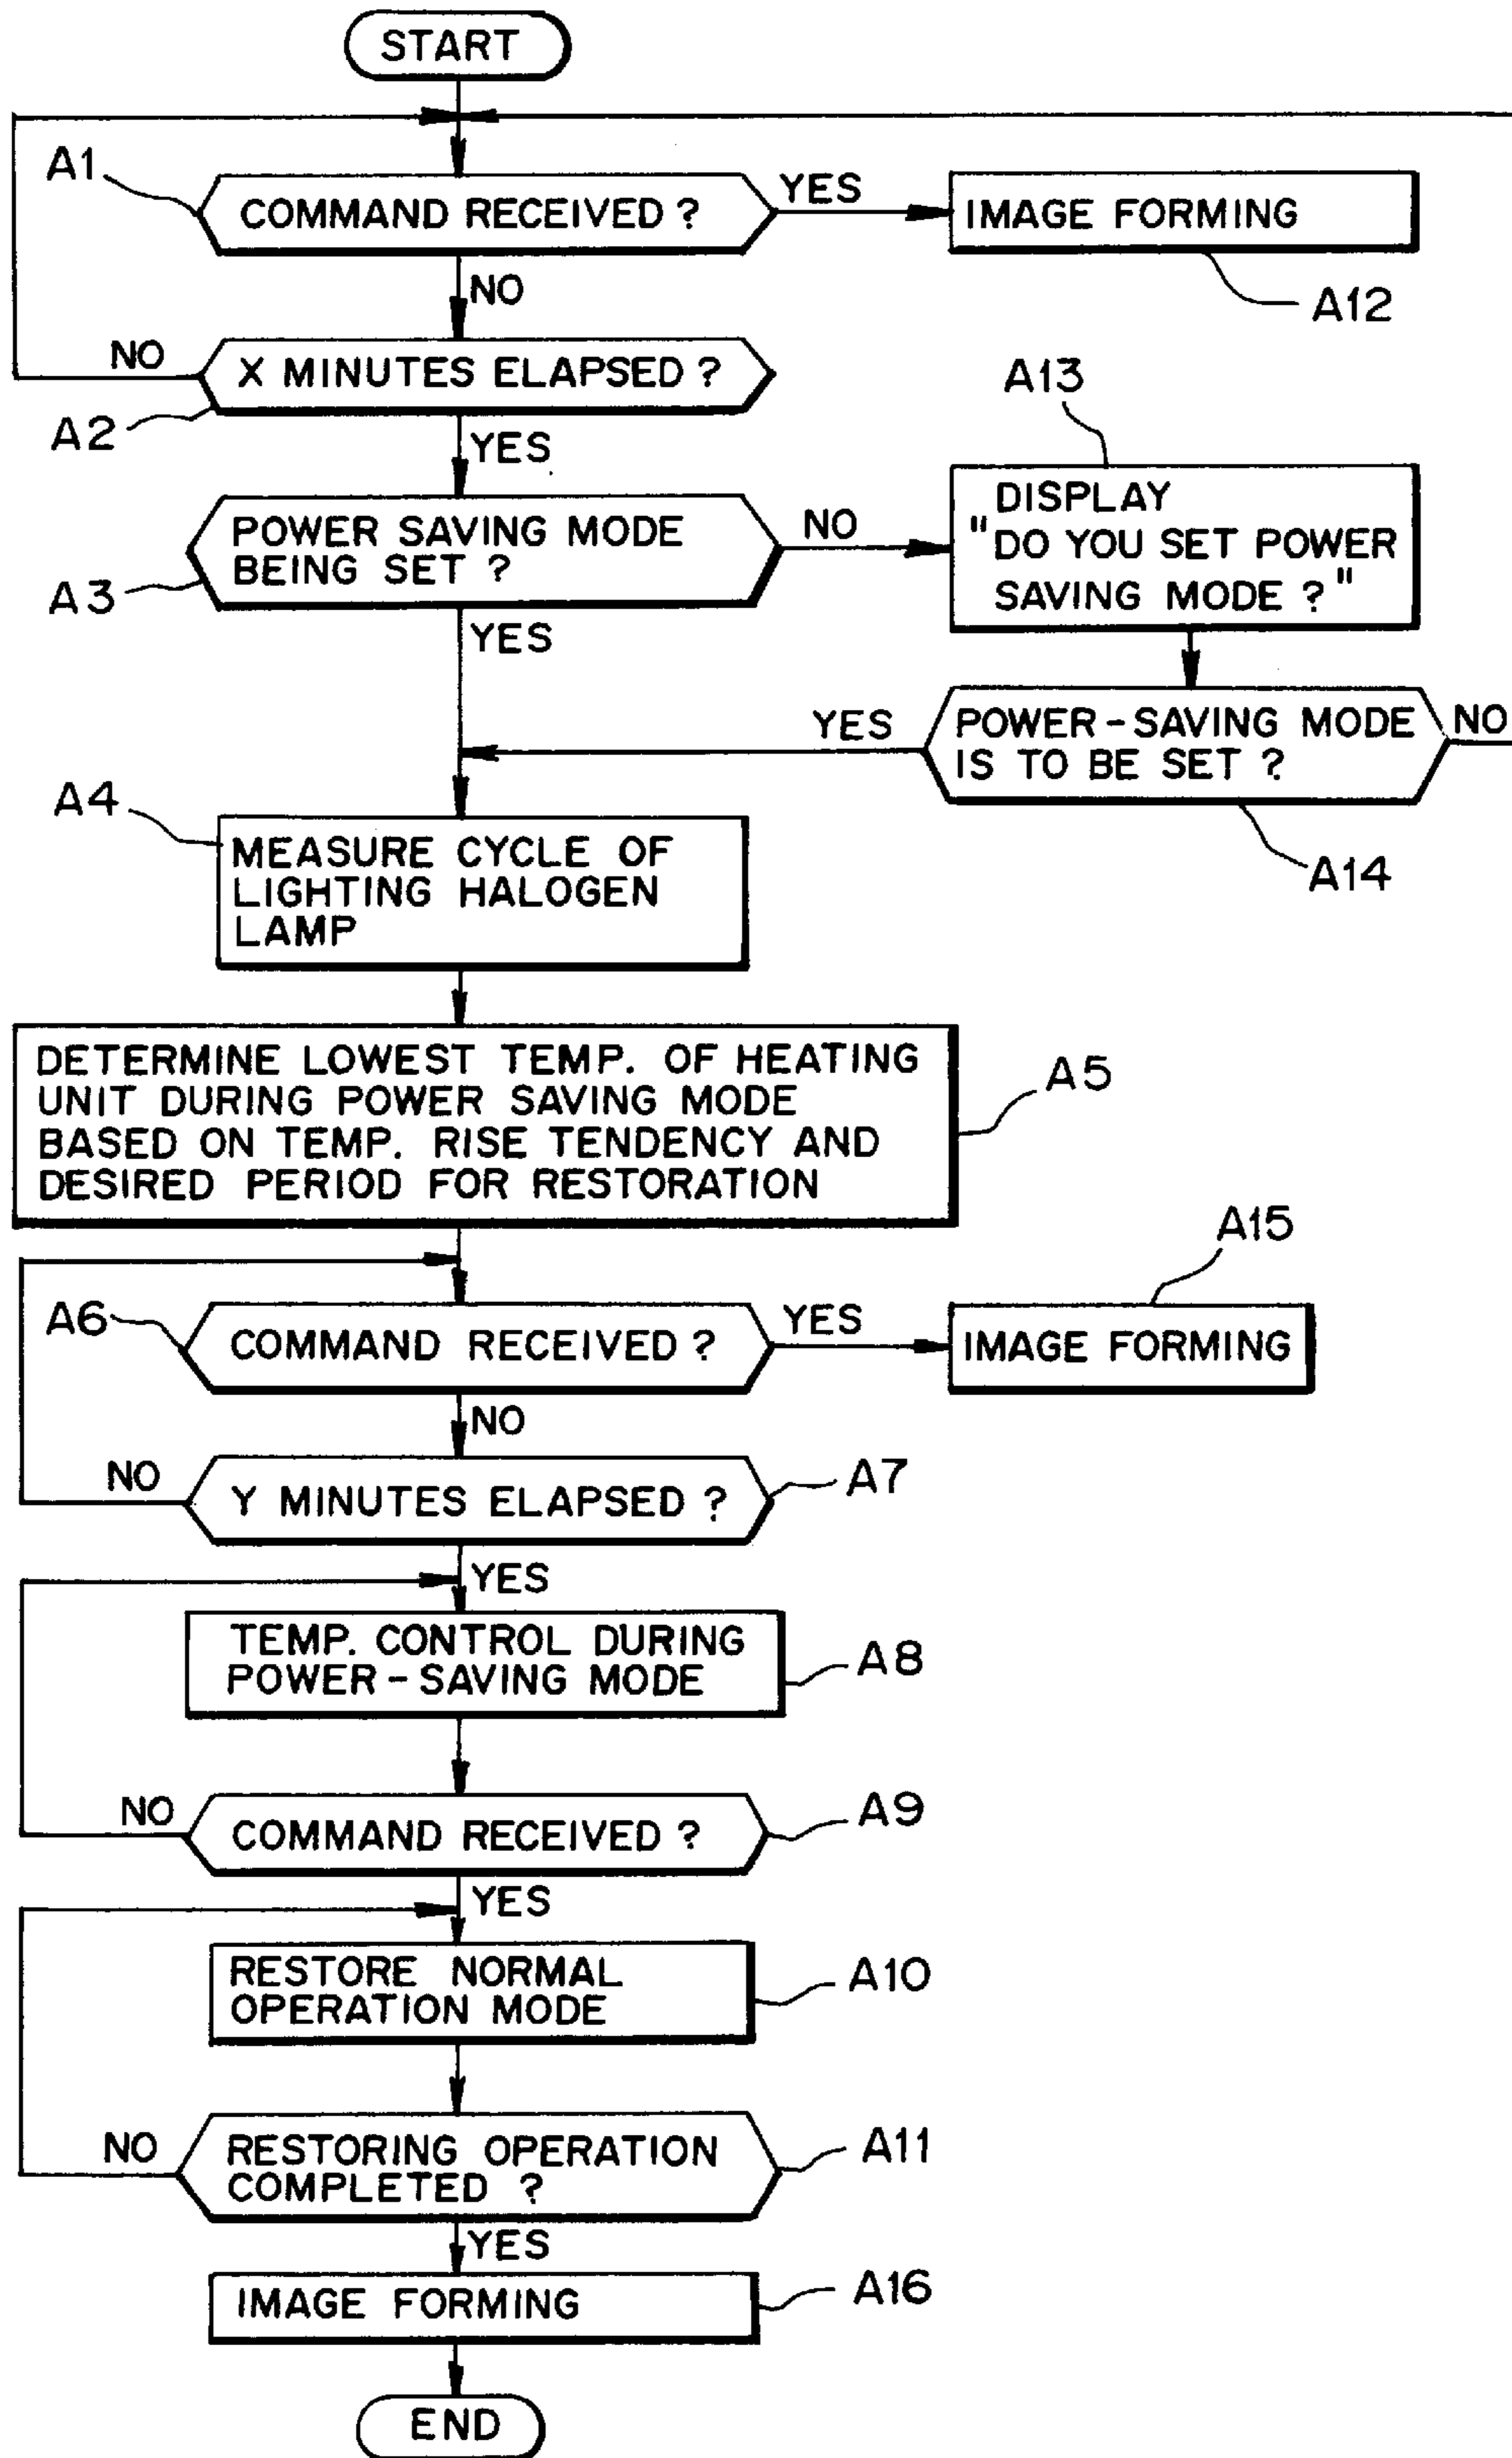 START
A1
COMMAND RECEIVED ?
YES
IMAGE FORMING
A12
NO
NO
X MINUTES ELAPSED ?
A2
YES
A13
POWER SAVING MODE
BEING SET ?
A3
NO
DISPLAY
"DO YOU SET POWER
SAVING MODE ?"
YES
YES
POWER-SAVING MODE
IS TO BE SET ?
NO
A14
A4
MEASURE CYCLE OF
LIGHTING HALOGEN
LAMP
DETERMINE LOWEST TEMP. OF HEATING
UNIT DURING POWER SAVING MODE
BASED ON TEMP. RISE TENDENCY AND
DESIRED PERIOD FOR RESTORATION
A5
A15
A6
COMMAND RECEIVED ?
YES
IMAGE FORMING
NO
NO
Y MINUTES ELAPSED ?
A7
YES
TEMP. CONTROL DURING
POWER-SAVING MODE
A8
NO
COMMAND RECEIVED ?
A9
YES
RESTORE NORMAL
OPERATION MODE
A10
NO
RESTORING OPERATION
COMPLETED ?
A11
YES
IMAGE FORMING
A16
END